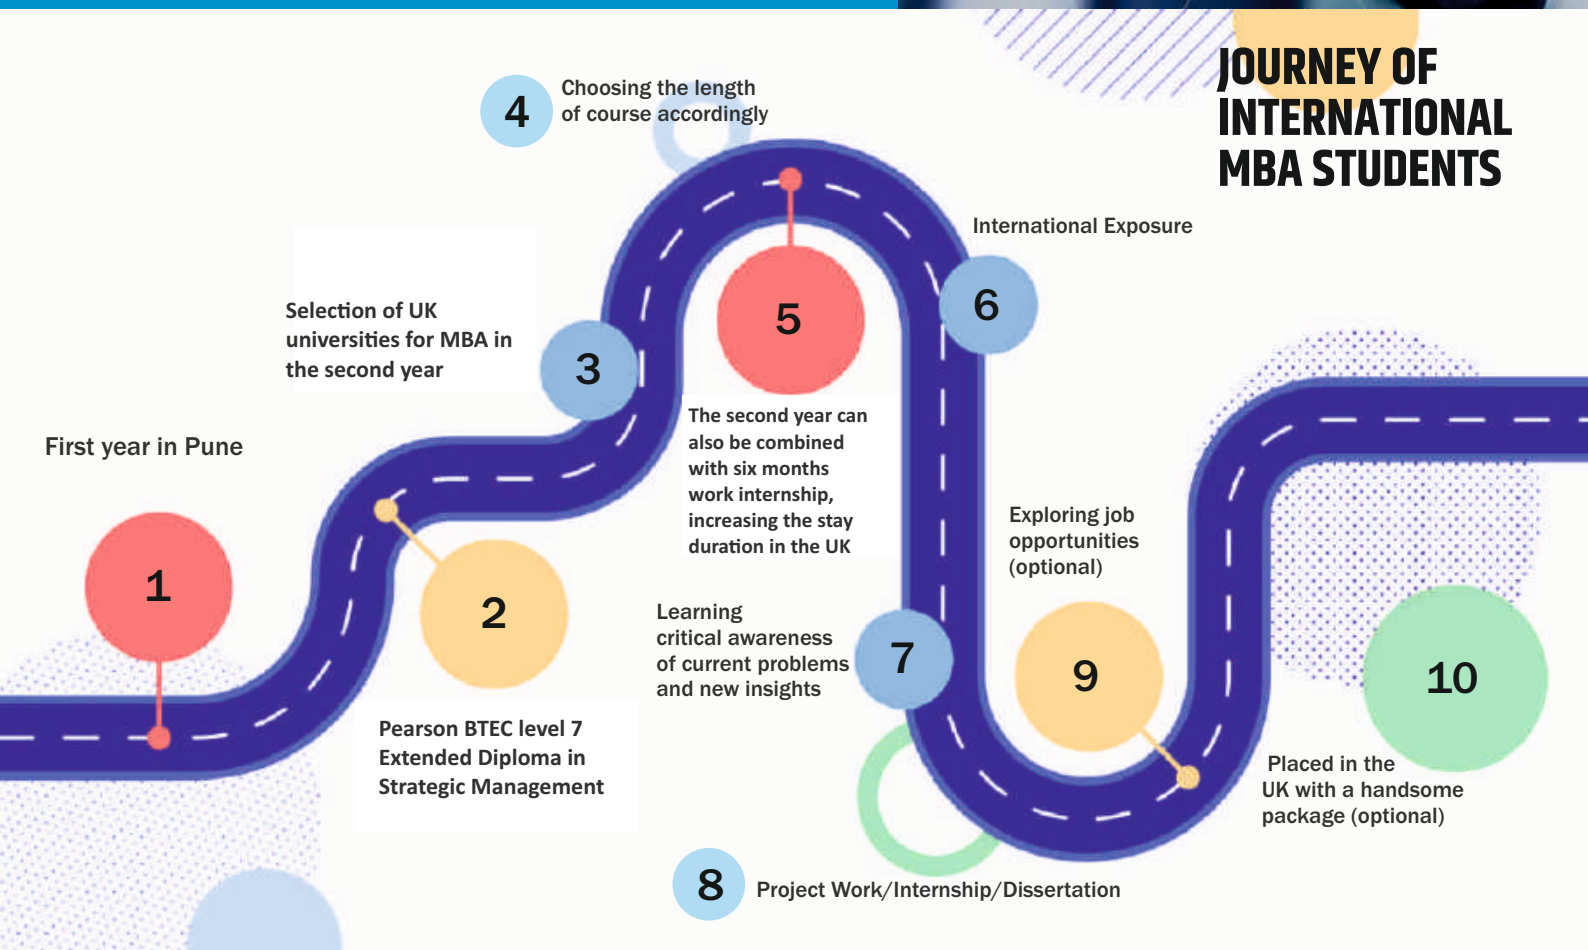 JOURNEY OF
INTERNATIONAL
MBA STUDENTS
1
First year in Pune
2
Pearson BTEC level 7
Extended Diploma in
Strategic Management
3
Selection of UK
universities for MBA in
the second year
4
Choosing the length
of course accordingly
5
The second year can
also be combined
with six months
work internship,
increasing the stay
duration in the UK
6
International Exposure
7
Learning
critical awareness
of current problems
and new insights
8
Project Work/Internship/Dissertation
9
Exploring job
opportunities
(optional)
10
Placed in the
UK with a handsome
package (optional)